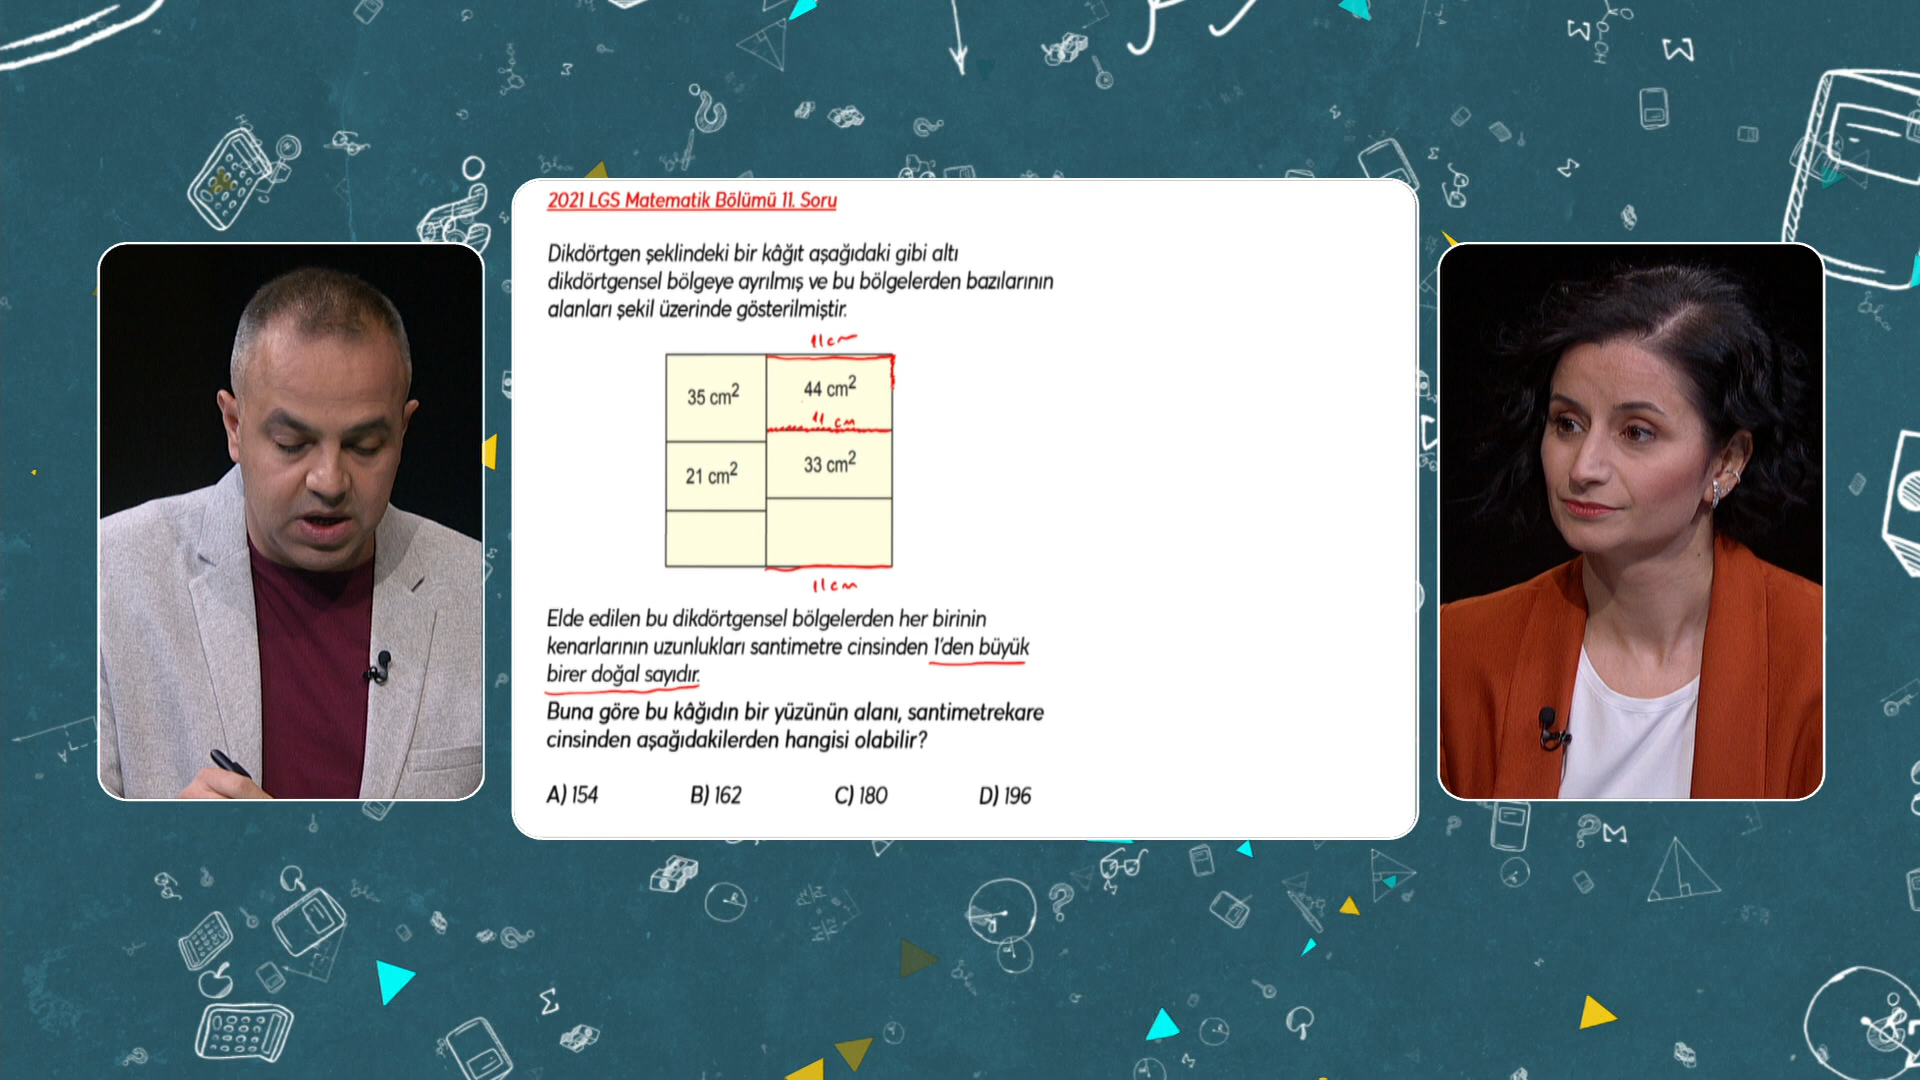 2021 LGS Matematik Bölümü 11. Soru
Dikdörtgen şeklindeki bir kâğıt aşağıdaki gibi altı
dikdörtgensel bölgeye ayrılmış ve bu bölgelerden bazılarının
alanları şekil üzerinde gösterilmiştir.
11cm
35 cm²
44 cm²
11 cm
21 cm²
33 cm²
11cm
Elde edilen bu dikdörtgensel bölgelerden her birinin
kenarlarının uzunlukları santimetre cinsinden 1’den büyük
birer doğal sayıdır.
Buna göre bu kâğıdın bir yüzünün alanı, santimetrekare
cinsinden aşağıdakilerden hangisi olabilir?
A) 154 B) 162 C) 180 D) 196